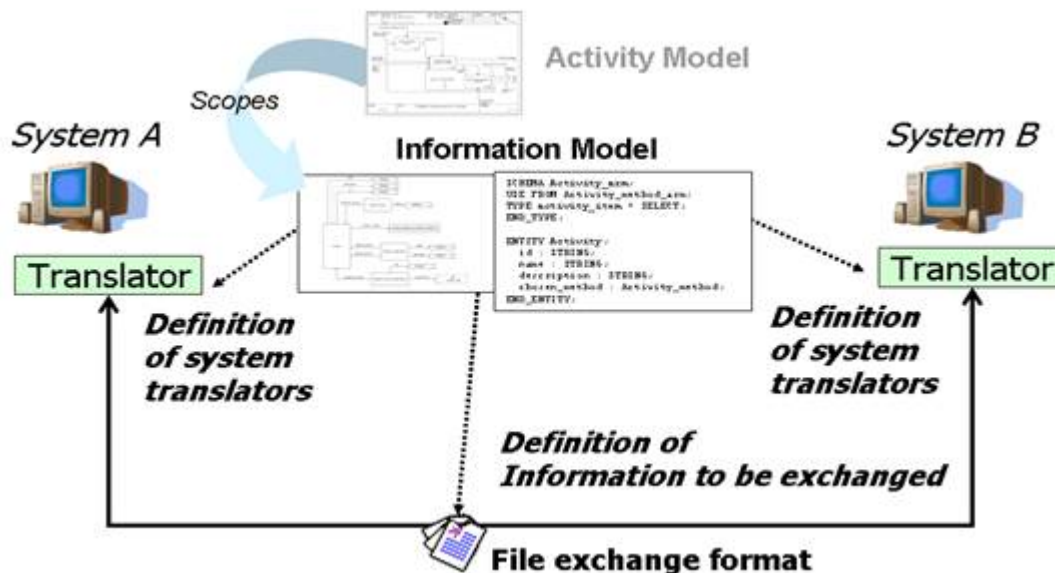 Activity Model
Scopes
System A
System B
Information Model
SCHEMA Activity_arm;
USE FROM Activity_method_arm;
TYPE activity_item = SELECT;
END_TYPE;
ENTITY Activity;
id : STRING;
name : STRING;
description : STRING;
chosen_method : Activity_method;
END_ENTITY;
Translator
Translator
Definition
of system
translators
Definition
of system
translators
Definition of
Information to be exchanged
File exchange format